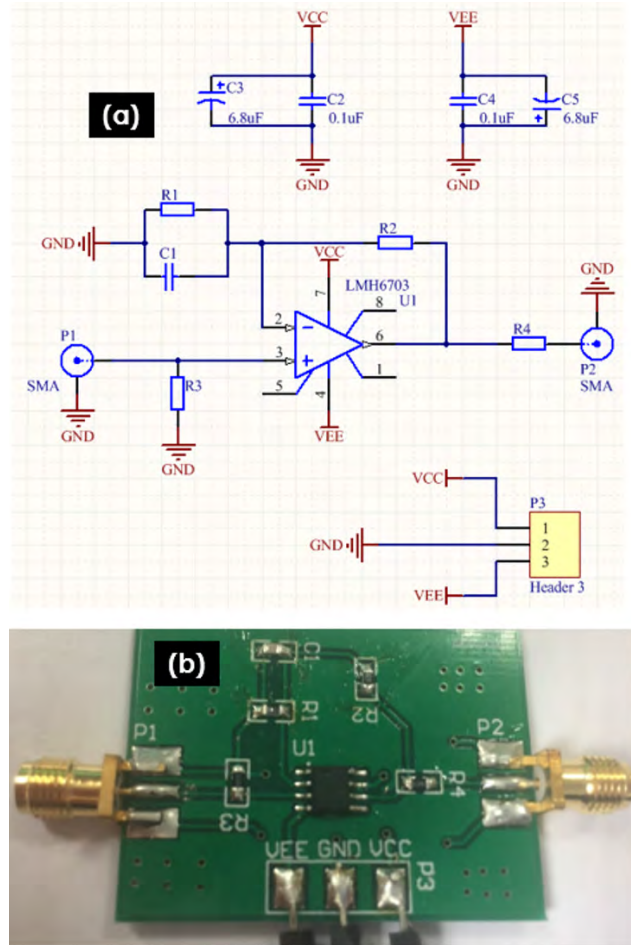 (a)
VCC
VEE
C3
6.8uF
C2
0.1uF
C4
0.1uF
C5
6.8uF
GND
GND
R1
C1
GND
R2
VCC
LMH6703
U1
7
8
2
6
3
5
4
1
P1
SMA
GND
R3
GND
VEE
GND
R4
P2
SMA
VCC
P3
GND
1
2
3
VEE
Header 3
(b)
C1
R1
R2
P1
U1
P2
R3
R4
VEE GND VCC
P3